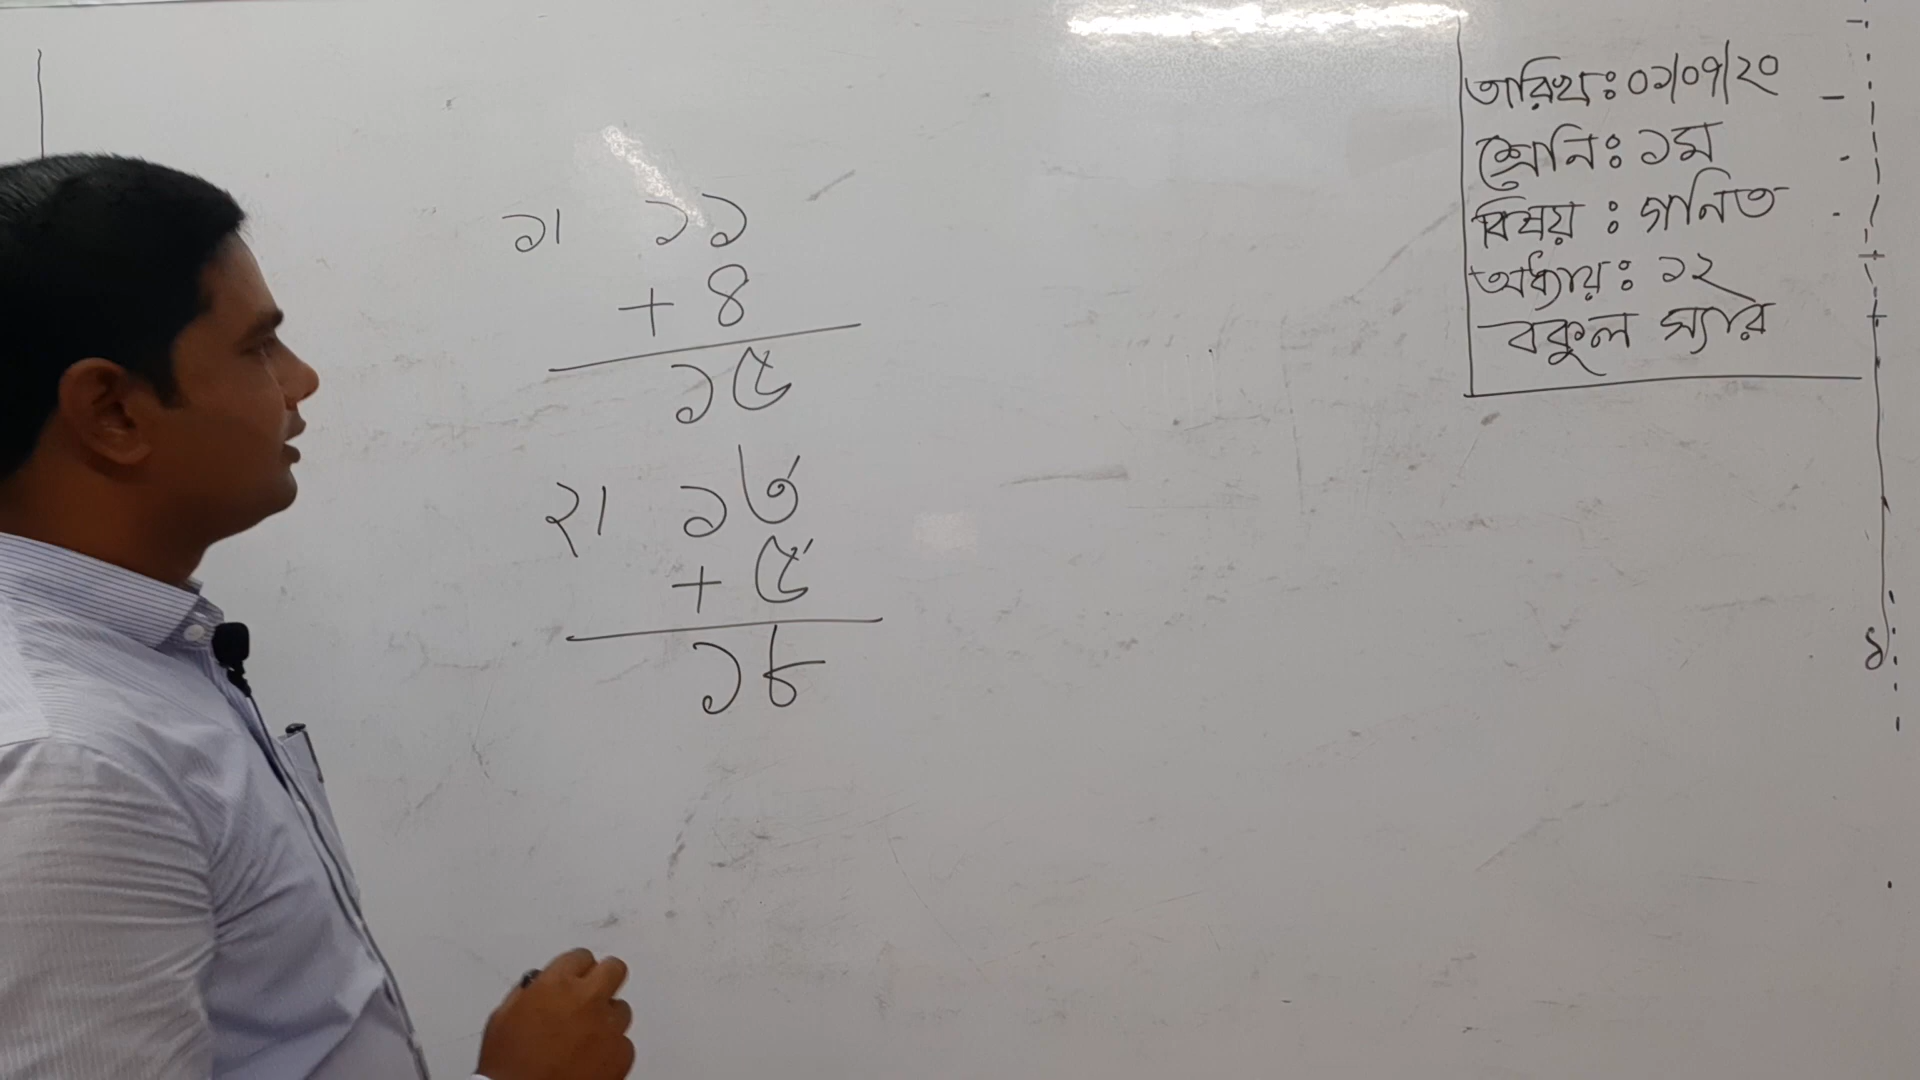 ১। ১১
+ ৪
১৫
২। ১৩
+ ৫
১৮
তারিখঃ ০১/০৭/২০
শ্রেনিঃ ১ম
বিষয় : গনিত
অধ্যায়ঃ ১২
বকুল স্যার